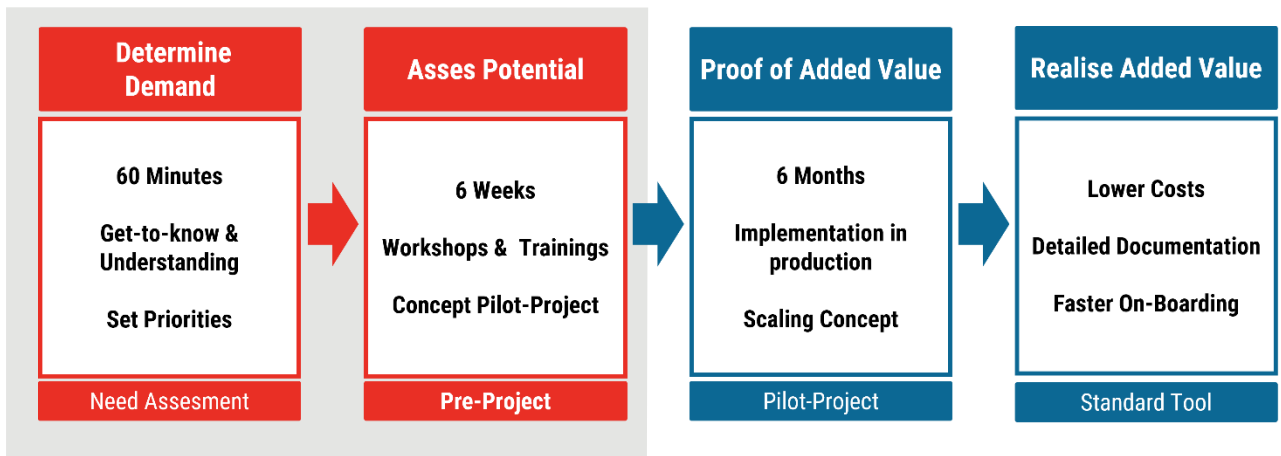 Determine
Demand
60 Minutes
Get-to-know &
Understanding
Set Priorities
Need Assesment
Asses Potential
6 Weeks
Workshops & Trainings
Concept Pilot-Project
Pre-Project
Proof of Added Value
6 Months
Implementation in
production
Scaling Concept
Pilot-Project
Realise Added Value
Lower Costs
Detailed Documentation
Faster On-Boarding
Standard Tool